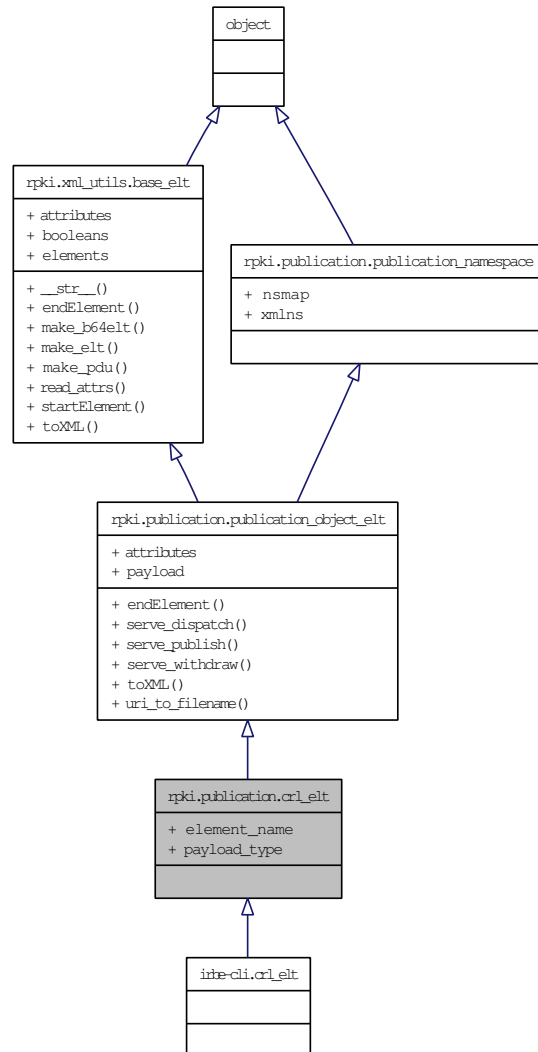 object
rpki.xml_utils.base_elt
+ attributes
+ booleans
+ elements
+ __str__()
+ endElement()
+ make_b64elt()
+ make_elt()
+ make_pdu()
+ read_attrs()
+ startElement()
+ toXML()
rpki.publication.publication_namespace
+ nsmap
+ xmlns
rpki.publication.publication_object_elt
+ attributes
+ payload
+ endElement()
+ serve_dispatch()
+ serve_publish()
+ serve_withdraw()
+ toXML()
+ uri_to_filename()
rpki.publication.crl_elt
+ element_name
+ payload_type
irbe-cli.crl_elt